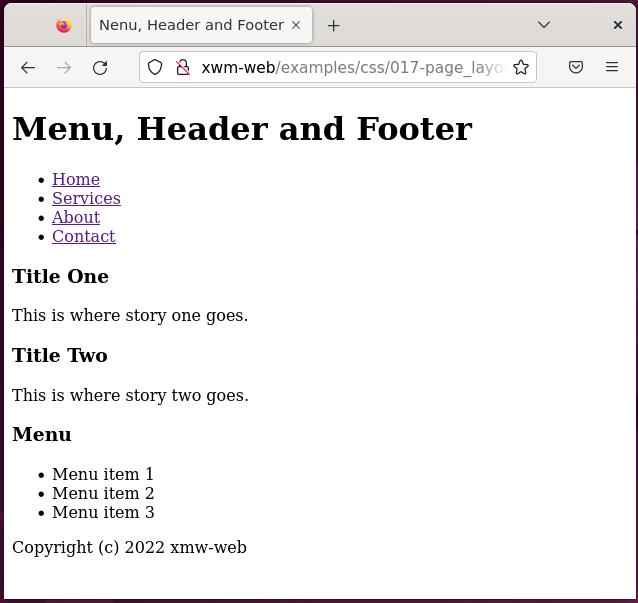 Nenu, Header and Footer
xwm-web/examples/css/017-page_layo
Menu, Header and Footer
Home
Services
About
Contact
Title One
This is where story one goes.
Title Two
This is where story two goes.
Menu
Menu item 1
Menu item 2
Menu item 3
Copyright (c) 2022 xmw-web